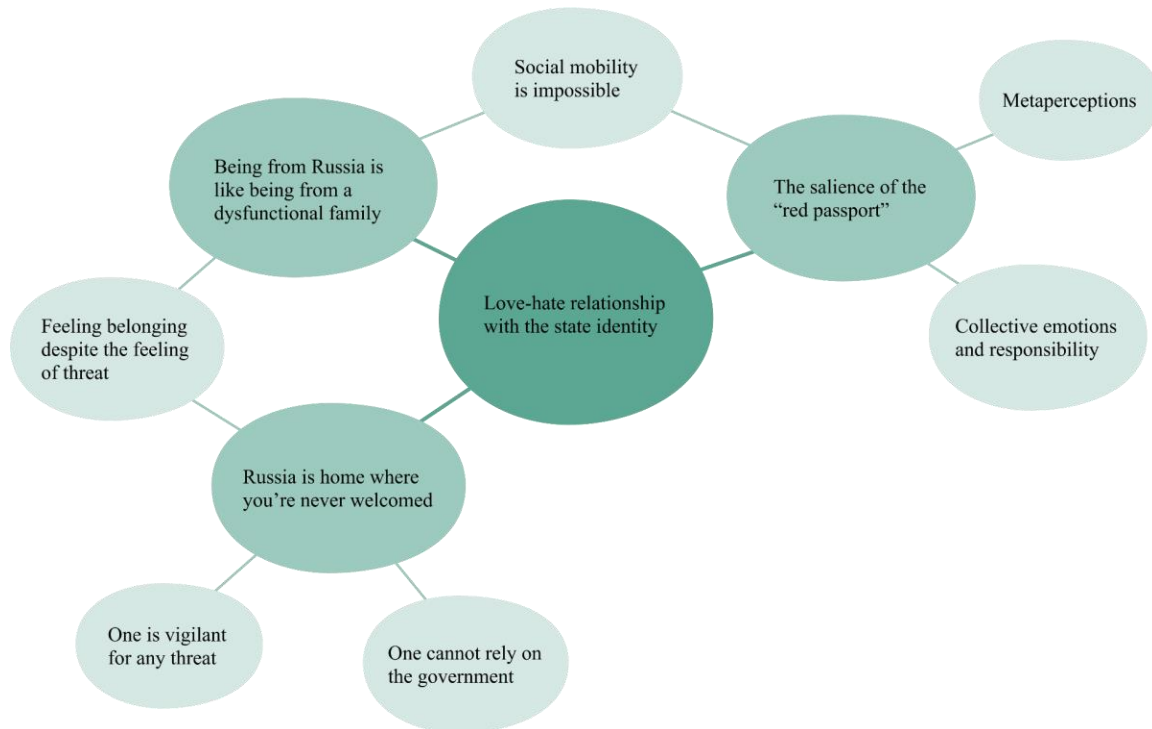 Social mobility
is impossible
Metaperceptions
Being from Russia is
like being from a
dysfunctional family
The salience of the
“red passport”
Love-hate relationship
with the state identity
Feeling belonging
despite the feeling
of threat
Collective emotions
and responsibility
Russia is home where
you’re never welcomed
One is vigilant
for any threat
One cannot rely on
the government